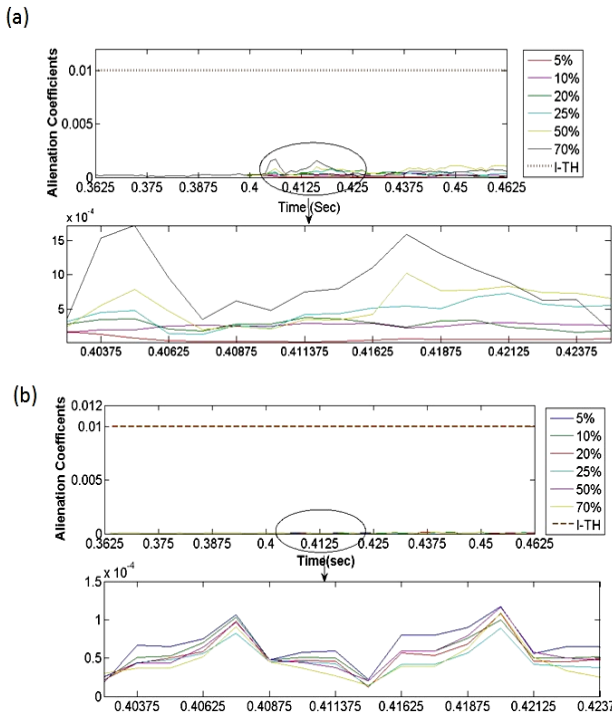 (a)
Alienation Coefficients
0.01
0.005
0
0.3625 0.375 0.3875 0.4 0.4125 0.425 0.4375 0.45 0.4625
Time (Sec)
5%
10%
20%
25%
50%
70%
I-TH
x 10⁻⁴
15
10
5
0.40375 0.40625 0.40875 0.411375 0.41625 0.41875 0.42125 0.42375
(b)
Alienation Coefficents
0.012
0.01
0.005
0
0.3625 0.375 0.3875 0.4 0.4125 0.425 0.4375 0.45 0.4625
Time(sec)
5%
10%
20%
25%
50%
70%
I-TH
x 10⁻⁴
1.5
1
0.5
0
0.40375 0.40625 0.40875 0.411375 0.41625 0.41875 0.42125 0.4237